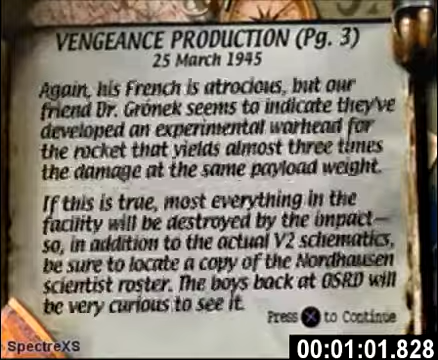 VENGEANCE PRODUCTION (Pg. 3)
25 March 1945
Again, his French is atrocious, but our
friend Dr. Gronek seems to indicate they've
developed an experimental warhead for
the rocket that yields almost three times
the damage at the same payload weight.
If this is true, most everything in the
facility will be destroyed by the impact—
so, in addition to the actual V2 schematics,
be sure to locate a copy of the Nordhausen
scientist roster. The boys back at OSRD will
be very curious to see it.
Press X to Continue
SpectreXS
00:01:01.828